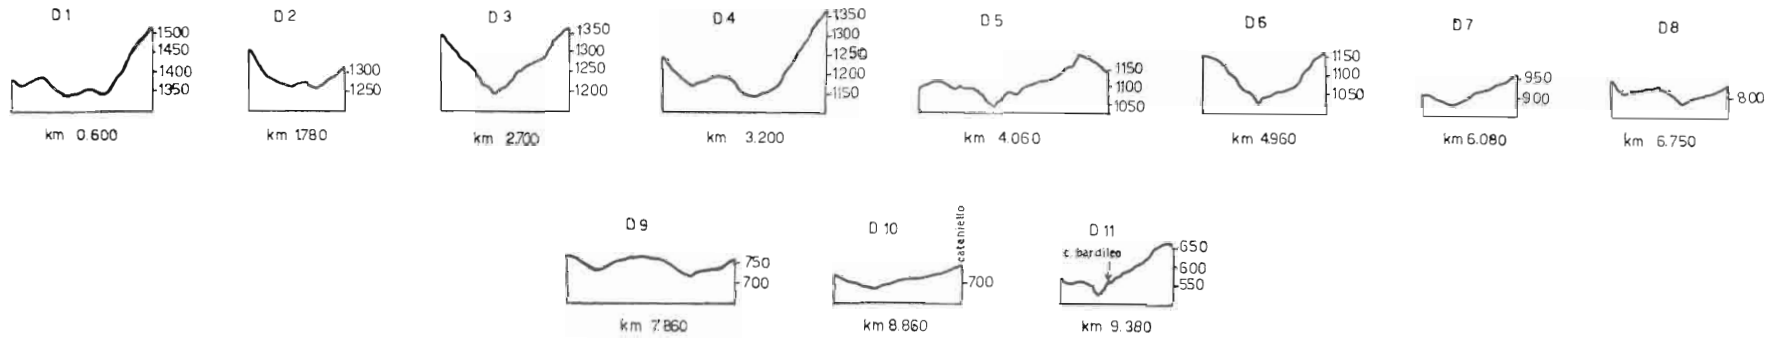 D 1
1500
1450
1400
1350
km 0.600
D 2
1300
1250
km 1.780
D 3
1350
1300
1250
1200
km 2.700
D 4
1350
1300
1250
1200
1150
km 3.200
D 5
1150
1100
1050
km 4.060
D 6
1150
1100
1050
km 4.960
D 7
950
900
km 6.080
D 8
800
km 6.750
D 9
750
700
km 7.860
D 10
cataniello
700
km 8.860
D 11
c. bardileo
650
600
550
km 9.380